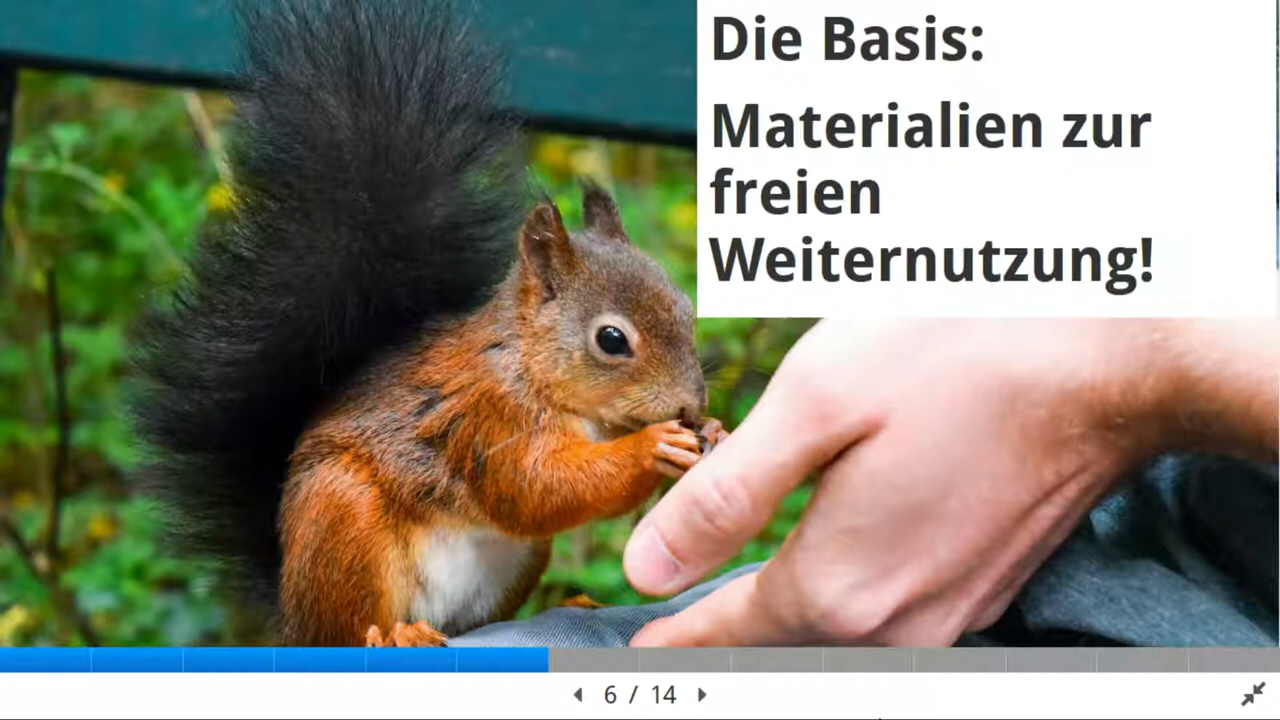 Die Basis:
Materialien zur
freien
Weiternutzung!
6 / 14